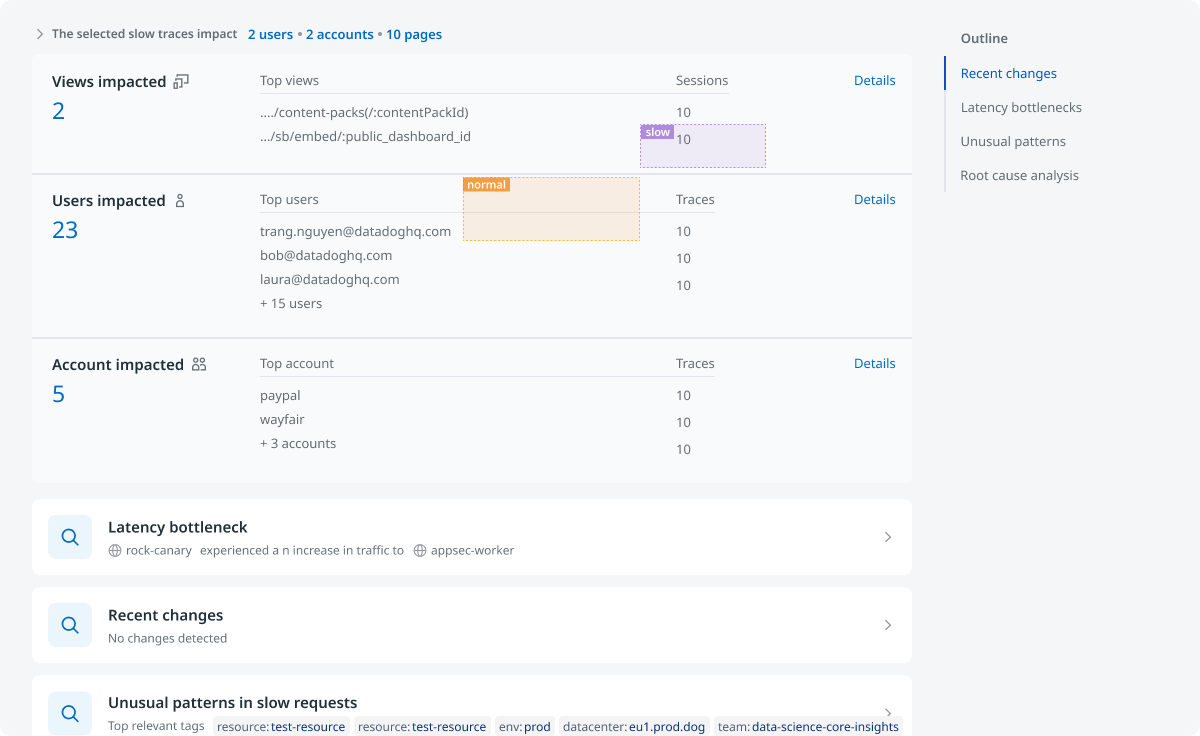 The selected slow traces impact 2 users • 2 accounts • 10 pages
Views impacted
2
Top views Sessions Details
..../content-packs(/:contentPackId) 10
.../sb/embed/:public_dashboard_id 10
slow
normal
Users impacted
23
Top users Traces Details
trang.nguyen@datadoghq.com 10
bob@datadoghq.com 10
laura@datadoghq.com 10
+ 15 users
Account impacted
5
Top account Traces Details
paypal 10
wayfair 10
+ 3 accounts 10
Latency bottleneck
rock-canary experienced a n increase in traffic to appsec-worker
Recent changes
No changes detected
Unusual patterns in slow requests
Top relevant tags resource:test-resource resource:test-resource env:prod datacenter:eu1.prod.dog team:data-science-core-insights
Outline
Recent changes
Latency bottlenecks
Unusual patterns
Root cause analysis